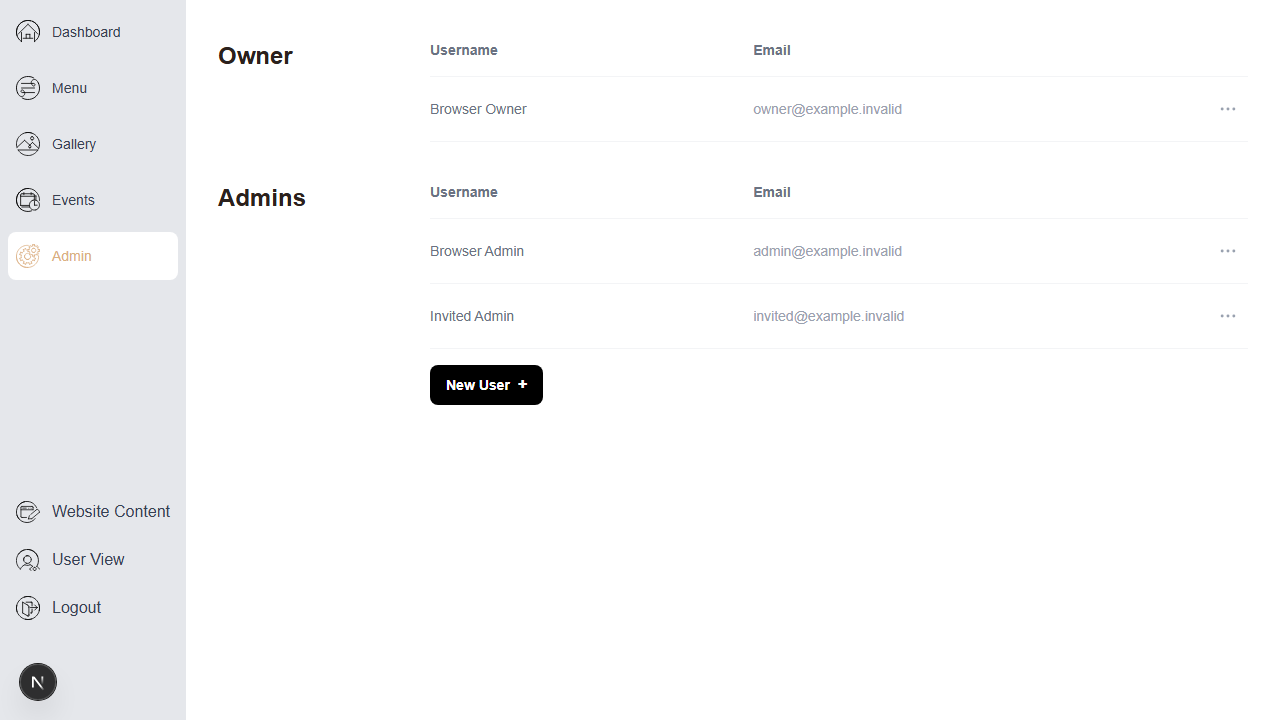 Dashboard
Menu
Gallery
Events
Admin
Website Content
User View
Logout
N
Owner
Username Email
Browser Owner owner@example.invalid
Admins
Username Email
Browser Admin admin@example.invalid
Invited Admin invited@example.invalid
New User +